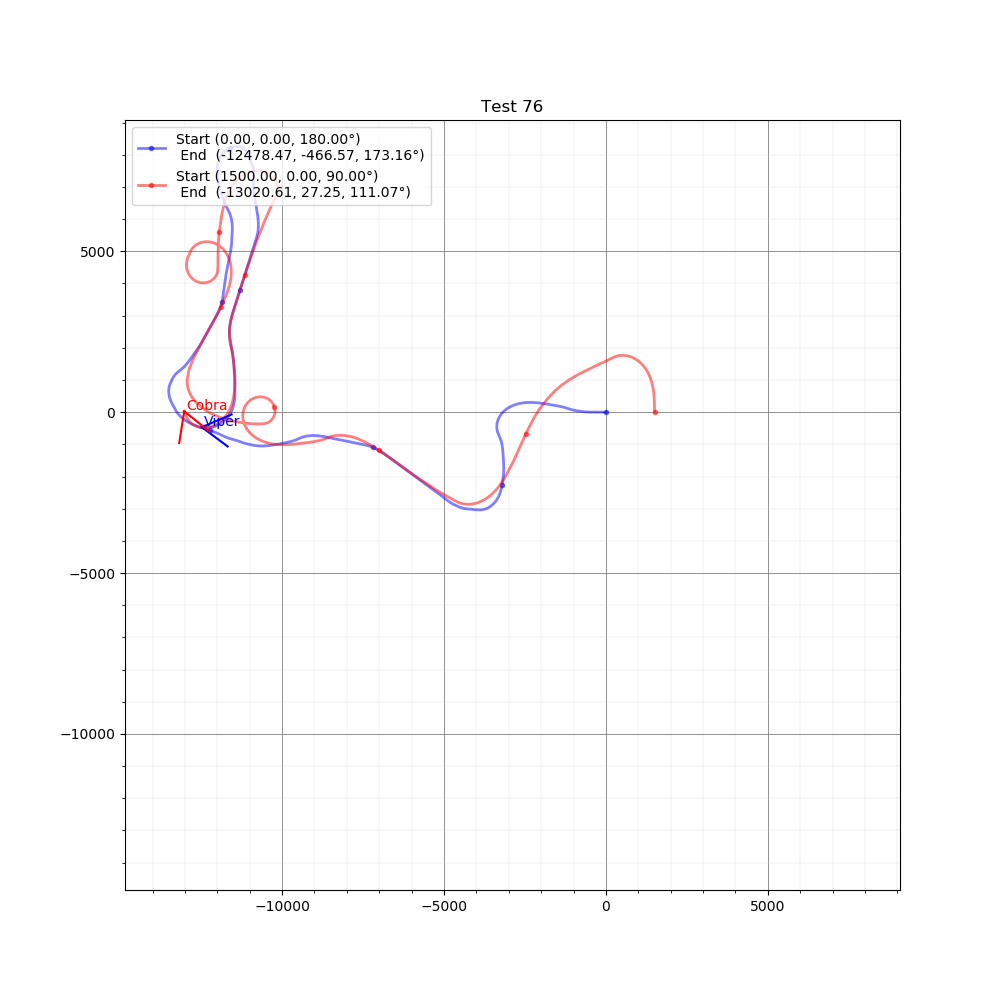 Test 76
Start (0.00, 0.00, 180.00°)
End (-12478.47, -466.57, 173.16°)
Start (1500.00, 0.00, 90.00°)
End (-13020.61, 27.25, 111.07°)
5000
0
Cobra
Viper
−5000
−10000
−10000
−5000
0
5000